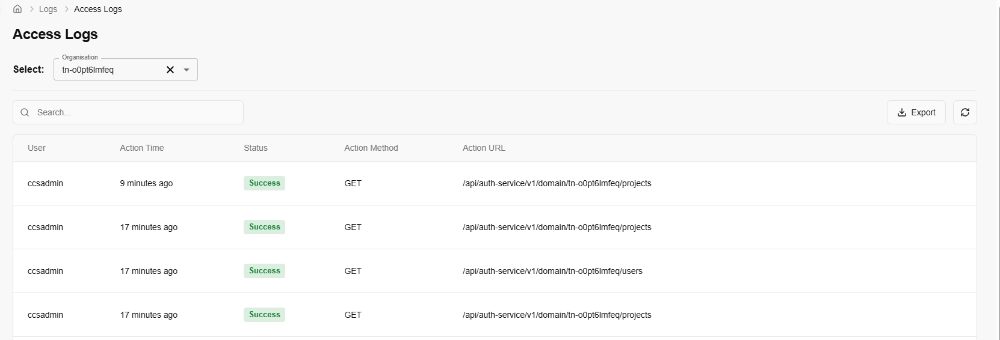 Logs Access Logs
Access Logs
Organisation
Select: tn-o0pt6lmfeq
Search... Export
User Action Time Status Action Method Action URL
ccsadmin 9 minutes ago Success GET /api/auth-service/v1/domain/tn-o0pt6lmfeq/projects
ccsadmin 17 minutes ago Success GET /api/auth-service/v1/domain/tn-o0pt6lmfeq/projects
ccsadmin 17 minutes ago Success GET /api/auth-service/v1/domain/tn-o0pt6lmfeq/users
ccsadmin 17 minutes ago Success GET /api/auth-service/v1/domain/tn-o0pt6lmfeq/projects